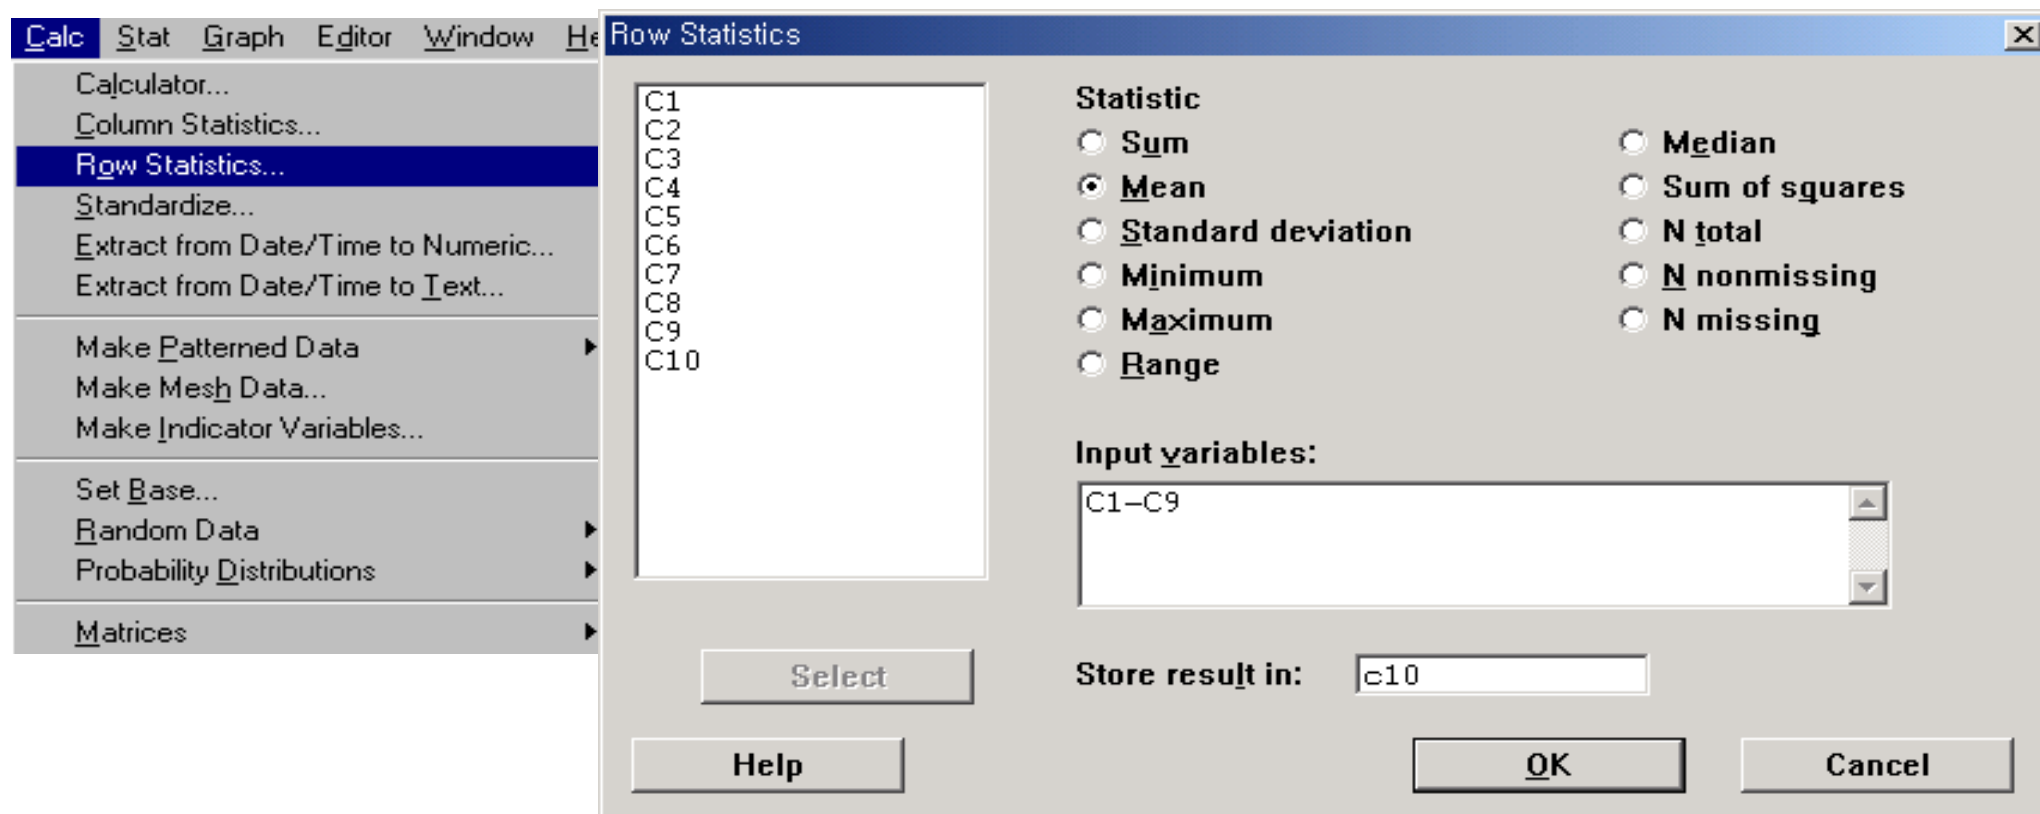 Calc Stat Graph Editor Window He
Calculator...
Column Statistics...
Row Statistics...
Standardize...
Extract from Date/Time to Numeric...
Extract from Date/Time to Text...
Make Patterned Data
Make Mesh Data...
Make Indicator Variables...
Set Base...
Random Data
Probability Distributions
Matrices
Row Statistics
C1
C2
C3
C4
C5
C6
C7
C8
C9
C10
Select
Help
Statistic
Sum
Mean
Standard deviation
Minimum
Maximum
Range
Median
Sum of squares
N total
N nonmissing
N missing
Input variables:
C1-C9
Store result in: c10
OK Cancel